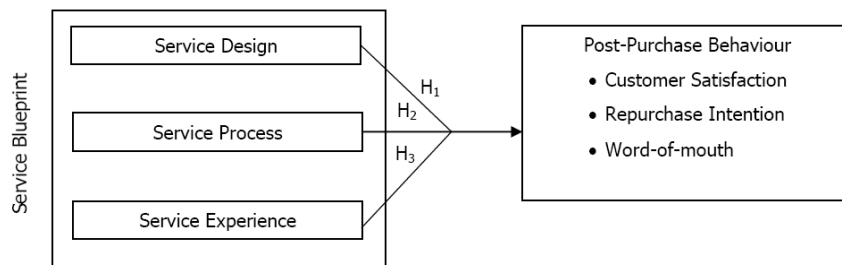 Service Blueprint
Service Design
Service Process
Service Experience
H₁
H₂
H₃
Post-Purchase Behaviour
• Customer Satisfaction
• Repurchase Intention
• Word-of-mouth